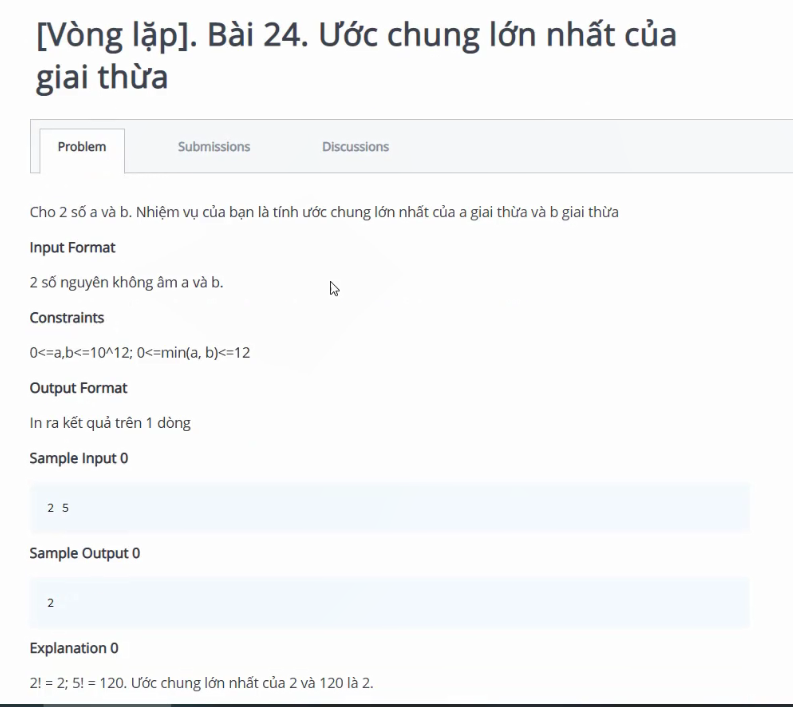 [Vòng lặp]. Bài 24. Ước chung lớn nhất của
giai thừa
Problem Submissions Discussions
Cho 2 số a và b. Nhiệm vụ của bạn là tính ước chung lớn nhất của a giai thừa và b giai thừa
Input Format
2 số nguyên không âm a và b.
Constraints
0<=a,b<=10^12; 0<=min(a, b)<=12
Output Format
In ra kết quả trên 1 dòng
Sample Input 0
2 5
Sample Output 0
2
Explanation 0
2! = 2; 5! = 120. Ước chung lớn nhất của 2 và 120 là 2.